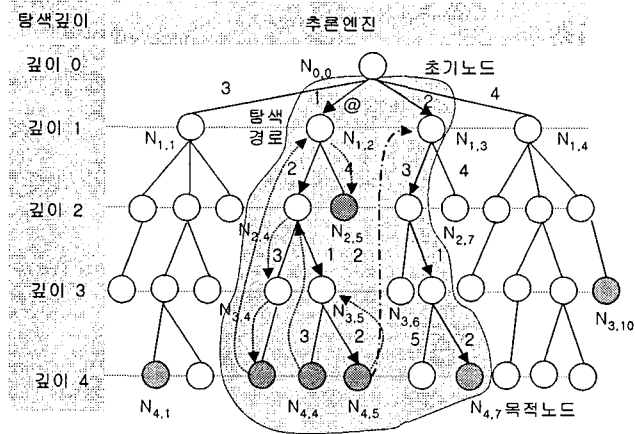 탐색깊이 추론엔진
깊이 0 N0,0 초기노드
3 1 @ 2 4
깊이 1 N1,1 탐색 경로 N1,2 N1,3 N1,4
2 4 3 4
깊이 2 N2,4 N2,5 N2,7
3 1 2 1
깊이 3 N3,4 N3,5 N3,6 N3,10
3 2 5 2
깊이 4 N4,1 N4,4 N4,5 N4,7 목적노드